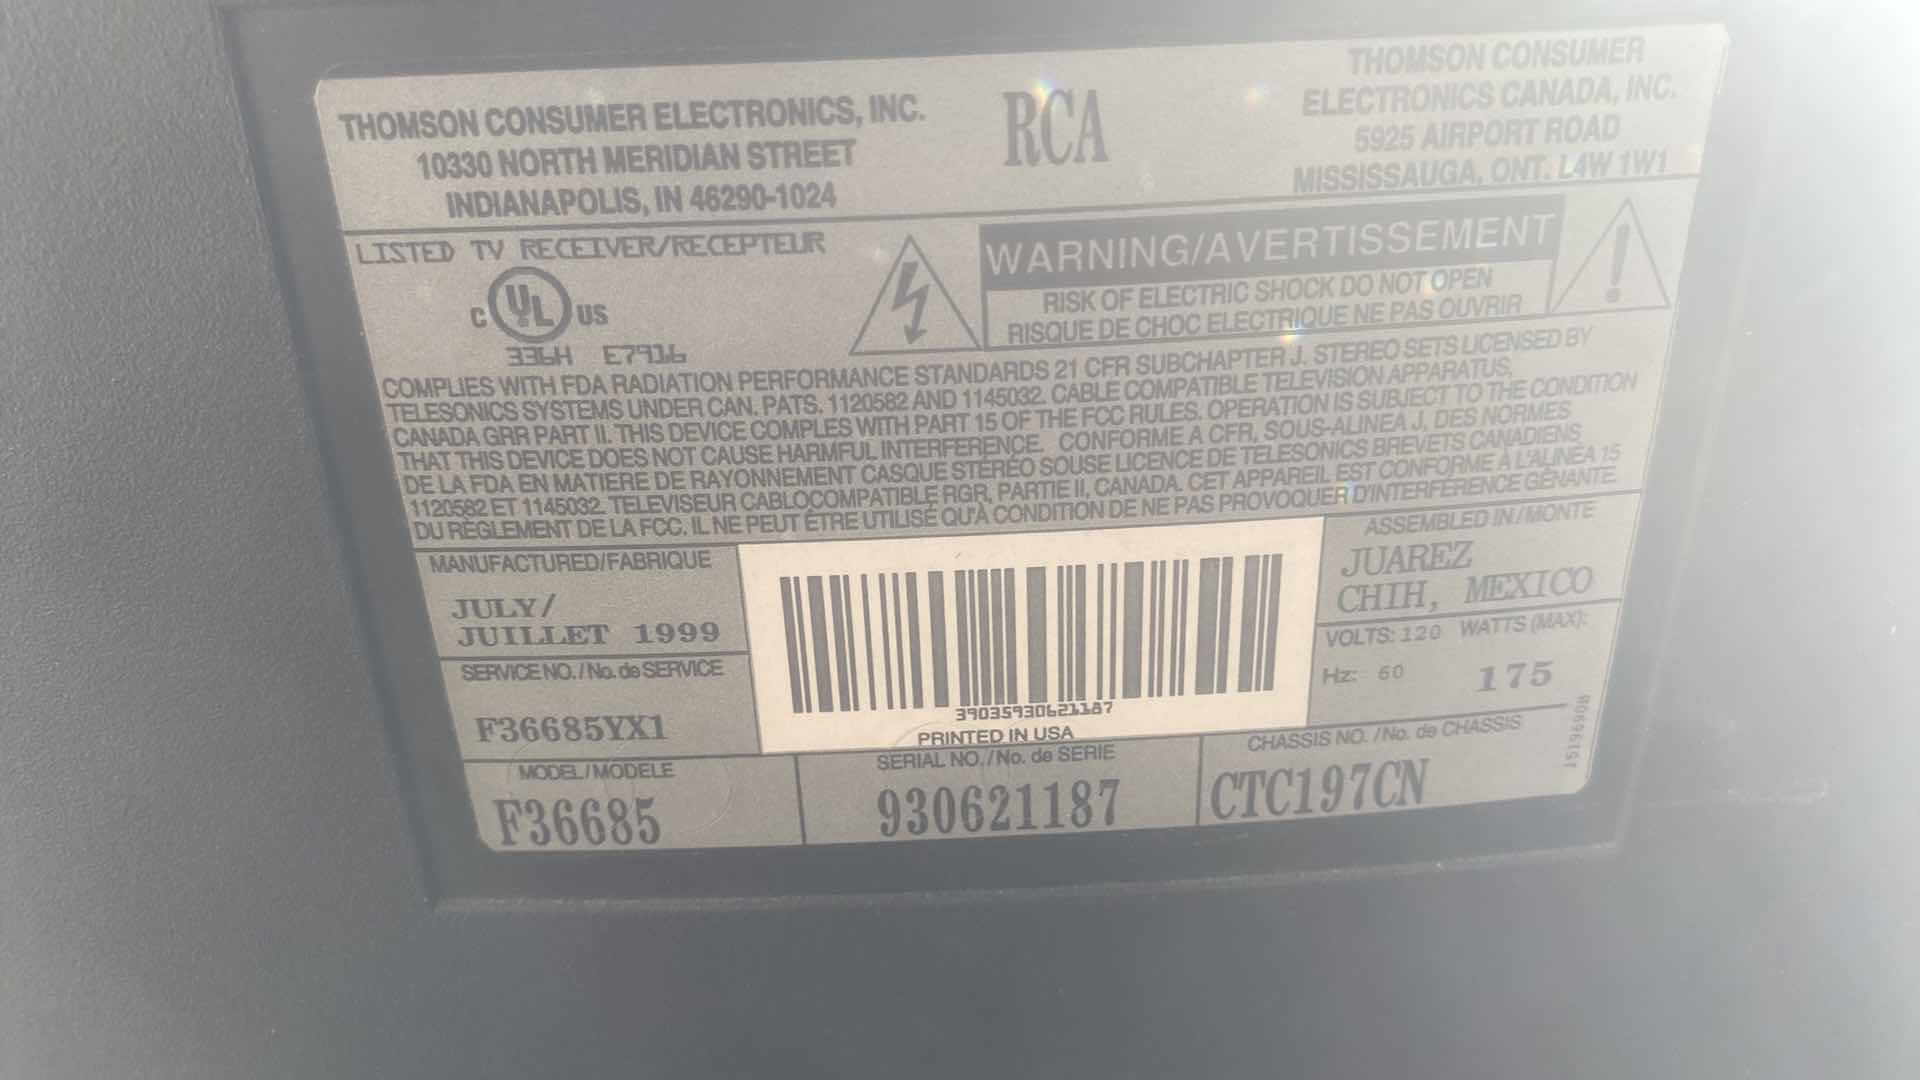 THOMSON CONSUMER ELECTRONICS, INC.
10330 NORTH MERIDIAN STREET
INDIANAPOLIS, IN 46290-1024
RCA
THOMSON CONSUMER
ELECTRONICS CANADA, INC.
5925 AIRPORT ROAD
MISSISSAUGA, ONT. L4W 1W1
LISTED TV RECEIVER/RECEPTEUR
C UL US
336H E7916
WARNING/AVERTISSEMENT
RISK OF ELECTRIC SHOCK DO NOT OPEN
RISQUE DE CHOC ELECTRIQUE NE PAS OUVRIR
COMPLIES WITH FDA RADIATION PERFORMANCE STANDARDS 21 CFR SUBCHAPTER J. STEREO SETS LICENSED BY
TELESONICS SYSTEMS UNDER CAN. PATS. 1120582 AND 1145032. CABLE COMPATIBLE TELEVISION APPARATUS,
CANADA GRR PART II. THIS DEVICE COMPLES WITH PART 15 OF THE FCC RULES. OPERATION IS SUBJECT TO THE CONDITION
THAT THIS DEVICE DOES NOT CAUSE HARMFUL INTERFERENCE. CONFORME A CFR, SOUS-ALINEA J, DES NORMES
DE LA FDA EN MATIERE DE RAYONNEMENT CASQUE STÉRÉO SOUSE LICENCE DE TELESONICS BREVETS CANADIENS
1120582 ET 1145032. TELEVISEUR CABLOCOMPATIBLE RGR, PARTIE II, CANADA. CET APPAREIL EST CONFORME À L'ALINÉA 15
DU RÈGLEMENT DE LA FCC. IL NE PEUT ÊTRE UTILISÉ QU'À CONDITION DE NE PAS PROVOQUER D'INTERFÉRENCE GÊNANTE.
MANUFACTURED/FABRIQUE
JULY/
JUILLET 1999
SERVICE NO./No. de SERVICE
F36685YX1
MODEL/MODELE
F36685
39035930621187
PRINTED IN USA
SERIAL NO./No. de SERIE
930621187
ASSEMBLED IN/MONTE
JUAREZ
CHIH, MEXICO
VOLTS: 120 WATTS (MAX):
Hz: 60 175
CHASSIS NO. /No. de CHASSIS
CTC197CN